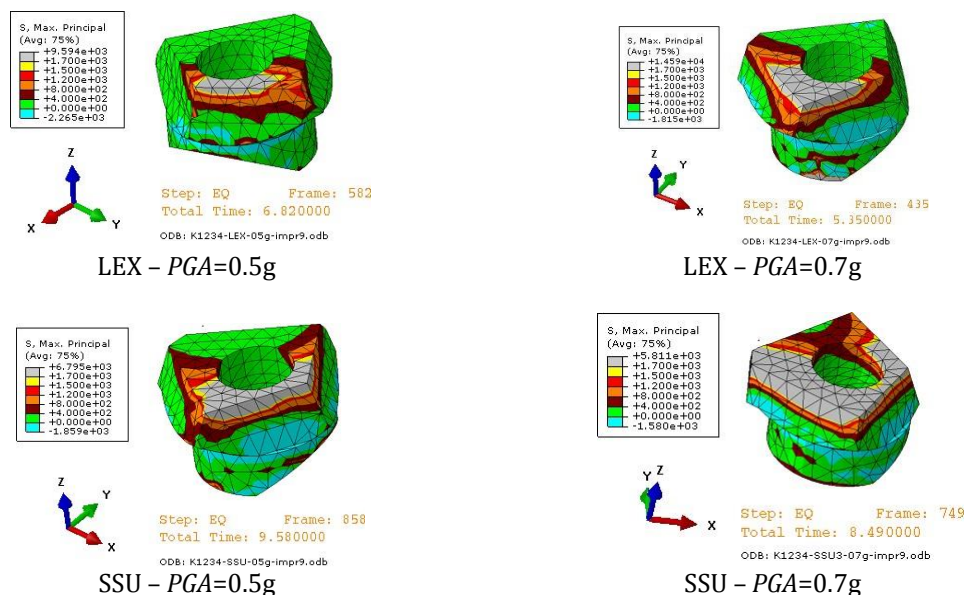 S, Max. Principal
(Avg: 75%)
+9.594e+03
+1.700e+03
+1.500e+03
+1.200e+03
+8.000e+02
+4.000e+02
+0.000e+00
-2.265e+03
Z
X
Y
Step: EQ Frame: 582
Total Time: 6.820000
ODB: K1234-LEX-05g-impr9.odb
LEX – PGA=0.5g
S, Max. Principal
(Avg: 75%)
+1.459e+04
+1.700e+03
+1.500e+03
+1.200e+03
+8.000e+02
+4.000e+02
+0.000e+00
-1.815e+03
Z
Y
X
Step: EQ Frame: 435
Total Time: 5.350000
ODB: K1234-LEX-07g-impr9.odb
LEX – PGA=0.7g
S, Max. Principal
(Avg: 75%)
+6.795e+03
+1.700e+03
+1.500e+03
+1.200e+03
+8.000e+02
+4.000e+02
+0.000e+00
-1.859e+03
Z
Y
X
Step: EQ Frame: 858
Total Time: 9.580000
ODB: K1234-SSU-05g-impr9.odb
SSU – PGA=0.5g
S, Max. Principal
(Avg: 75%)
+5.811e+03
+1.700e+03
+1.500e+03
+1.200e+03
+8.000e+02
+4.000e+02
+0.000e+00
-1.580e+03
Y
Z
X
Step: EQ Frame: 749
Total Time: 8.490000
ODB: K1234-SSU3-07g-impr9.odb
SSU – PGA=0.7g